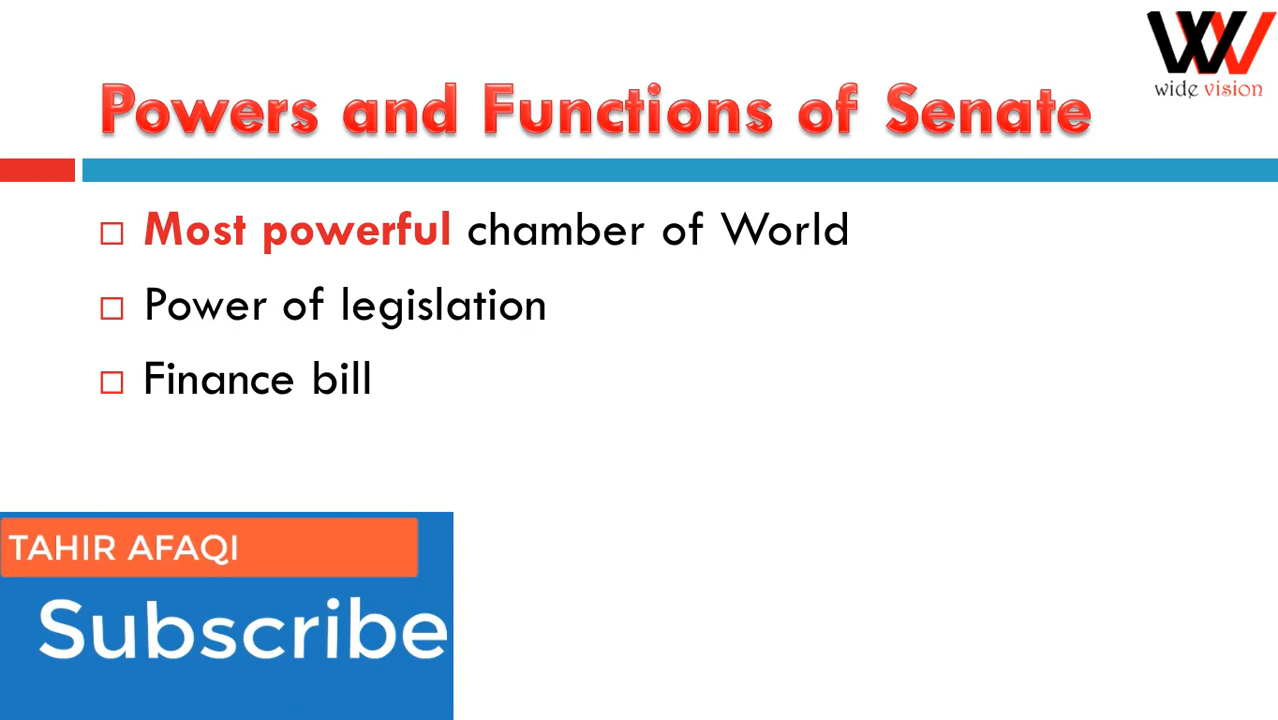 wide vision
Powers and Functions of Senate
Most powerful chamber of World
Power of legislation
Finance bill
TAHIR AFAQI
Subscribe